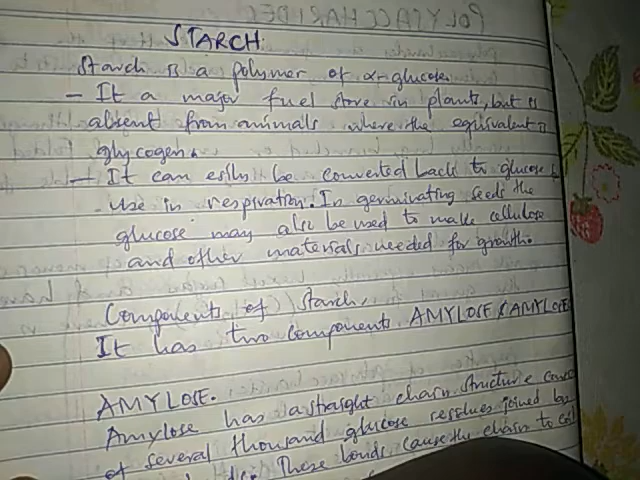 POLYSACCHARIDES
STARCH.
Starch is a polymer of α-glucose.
- It a major fuel store in plants, but is
absent from animals where the equivalent is
glycogen.
- It can esily be converted back to glucose &
use in respiration. In germinating seeds the
glucose may also be used to make cellulose
and other materials needed for growth.
Components of Starch.
It has two components AMYLOSE & AMYLOSE
AMYLOSE.
Amylose has a straight chain structure
of several thousand glucose residues joined by
These bonds cause the chain to